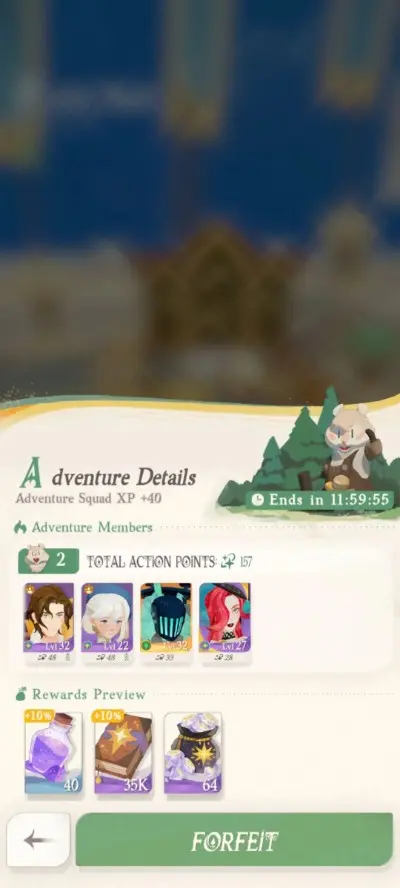 Adventure Details
Adventure Squad XP +40
Ends in 11:59:55
Adventure Members
2 TOTAL ACTION POINTS: 157
Lvl 32 Lvl 22 Lvl 32 Lvl 27
48 48 33 28
Rewards Preview
+10% +10%
40 35K 64
FORFEIT